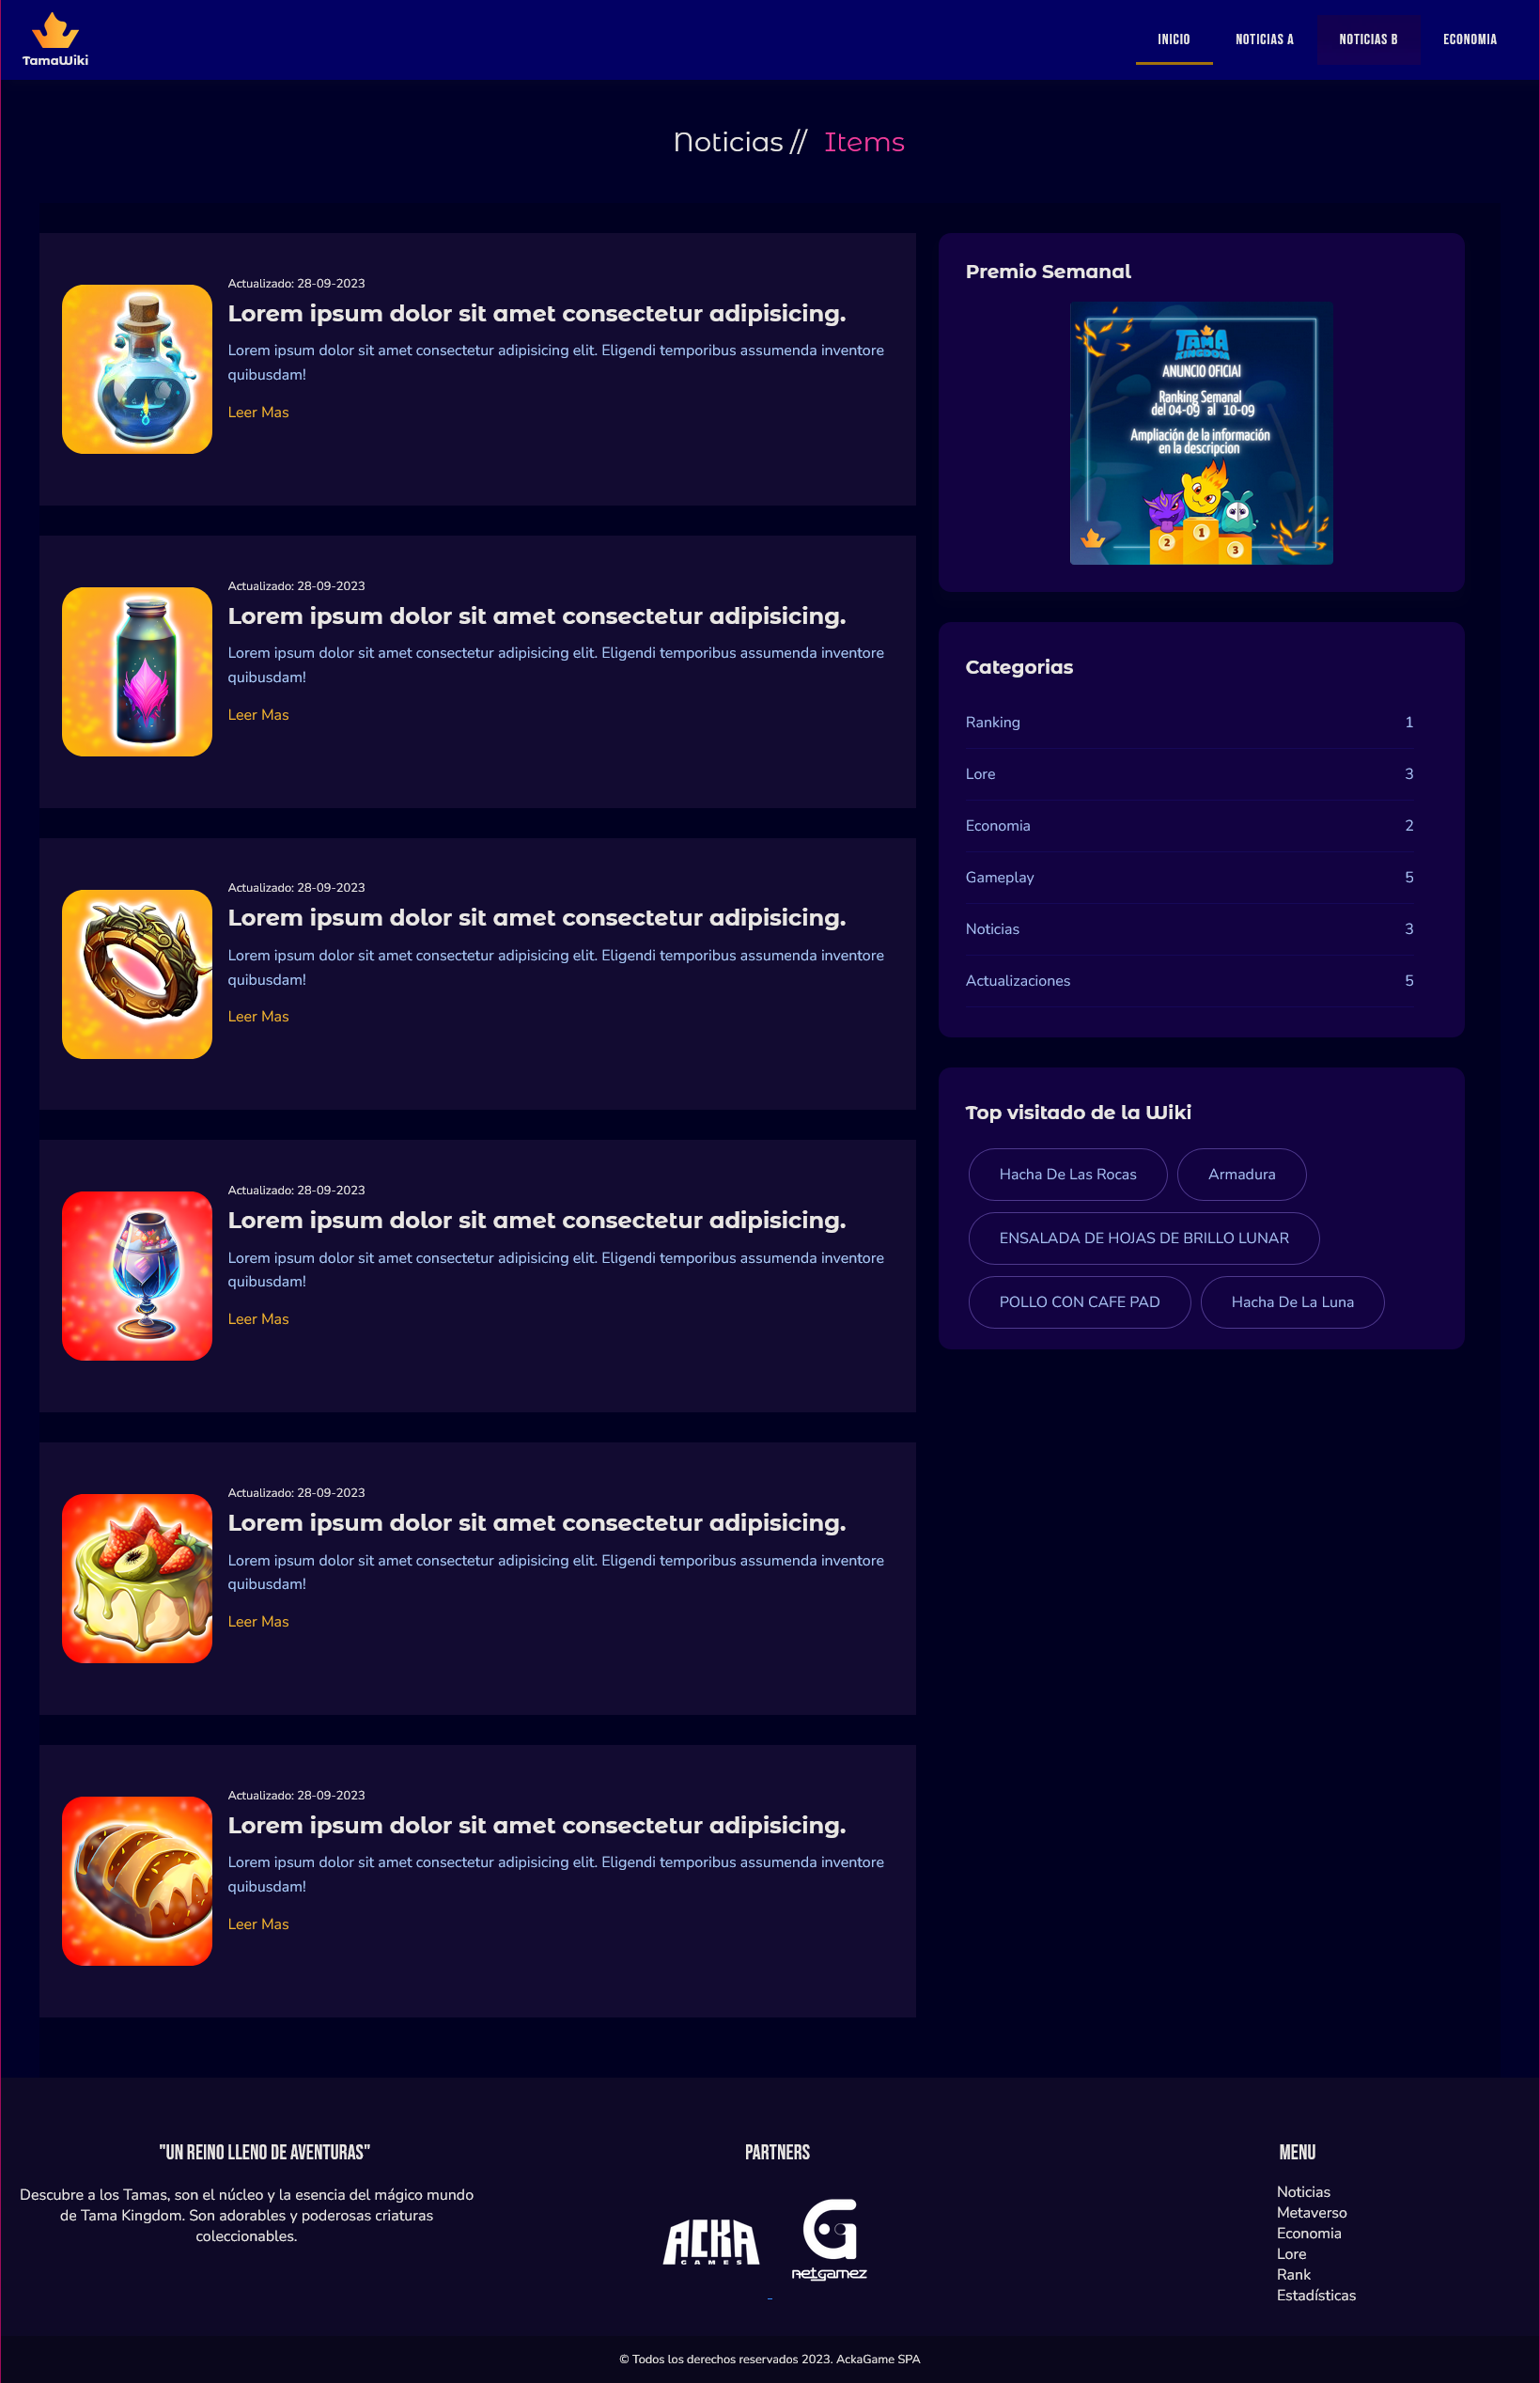 TamaWiki
INICIO
NOTICIAS A
NOTICIAS B
ECONOMIA
Noticias // Items
Actualizado: 28-09-2023
Lorem ipsum dolor sit amet consectetur adipisicing.
Lorem ipsum dolor sit amet consectetur adipisicing elit. Eligendi temporibus assumenda inventore
quibusdam!
Leer Mas
Actualizado: 28-09-2023
Lorem ipsum dolor sit amet consectetur adipisicing.
Lorem ipsum dolor sit amet consectetur adipisicing elit. Eligendi temporibus assumenda inventore
quibusdam!
Leer Mas
Actualizado: 28-09-2023
Lorem ipsum dolor sit amet consectetur adipisicing.
Lorem ipsum dolor sit amet consectetur adipisicing elit. Eligendi temporibus assumenda inventore
quibusdam!
Leer Mas
Actualizado: 28-09-2023
Lorem ipsum dolor sit amet consectetur adipisicing.
Lorem ipsum dolor sit amet consectetur adipisicing elit. Eligendi temporibus assumenda inventore
quibusdam!
Leer Mas
Actualizado: 28-09-2023
Lorem ipsum dolor sit amet consectetur adipisicing.
Lorem ipsum dolor sit amet consectetur adipisicing elit. Eligendi temporibus assumenda inventore
quibusdam!
Leer Mas
Actualizado: 28-09-2023
Lorem ipsum dolor sit amet consectetur adipisicing.
Lorem ipsum dolor sit amet consectetur adipisicing elit. Eligendi temporibus assumenda inventore
quibusdam!
Leer Mas
Premio Semanal
TAMA
KINGDOM
ANUNCIO OFICIAL
Ranking Semanal
del 04-09 al 10-09
Ampliación de la información
en la descripcion
2 1 3
Categorias
Ranking 1
Lore 3
Economia 2
Gameplay 5
Noticias 3
Actualizaciones 5
Top visitado de la Wiki
Hacha De Las Rocas
Armadura
ENSALADA DE HOJAS DE BRILLO LUNAR
POLLO CON CAFE PAD
Hacha De La Luna
"UN REINO LLENO DE AVENTURAS"
Descubre a los Tamas, son el núcleo y la esencia del mágico mundo
de Tama Kingdom. Son adorables y poderosas criaturas
coleccionables.
PARTNERS
ACKA
GAMES
netgamez
MENU
Noticias
Metaverso
Economia
Lore
Rank
Estadísticas
© Todos los derechos reservados 2023. AckaGame SPA